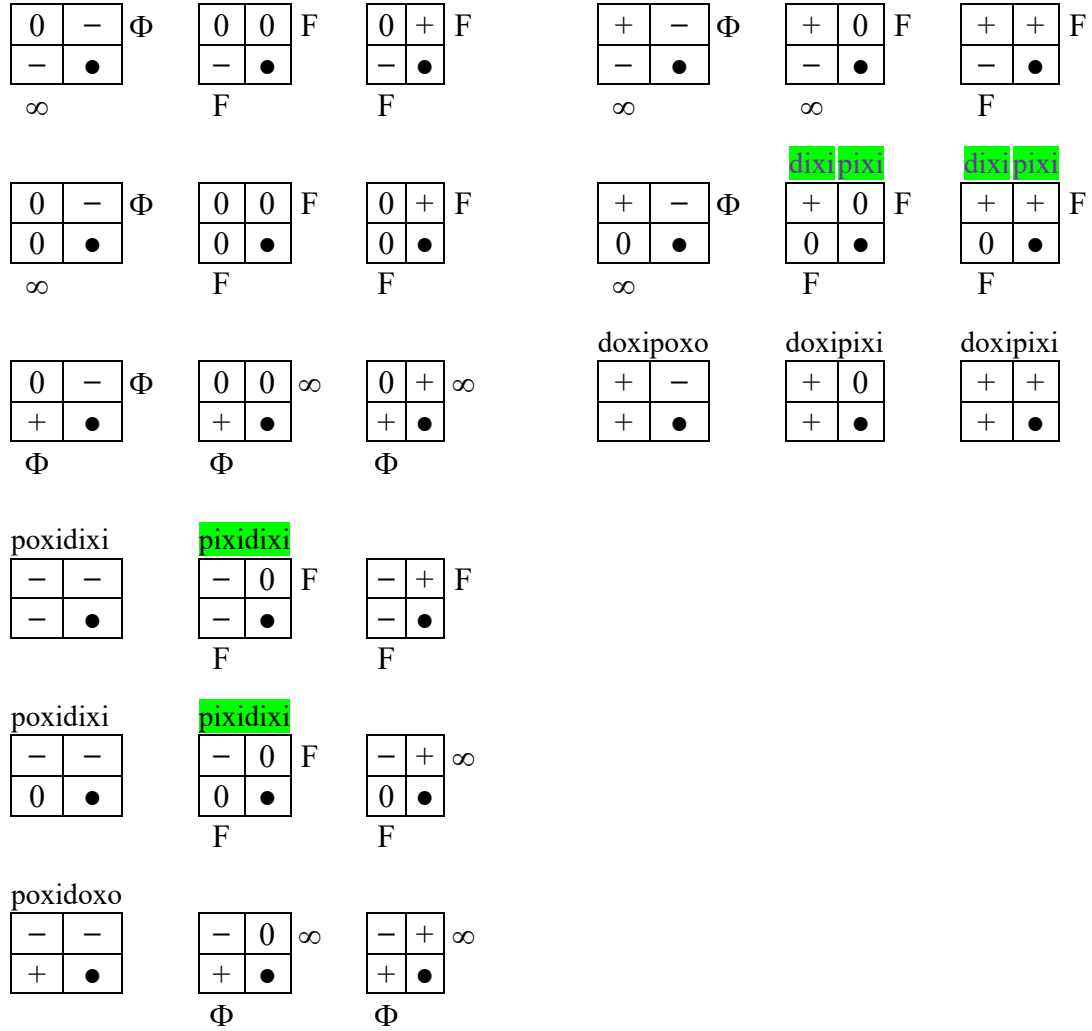 0 − Φ 0 0 F 0 + F + − Φ + 0 F + + F
− ● − ● − ● − ● − ● − ●
∞ F F ∞ ∞ F
dixi pixi dixi pixi
0 − Φ 0 0 F 0 + F + − Φ + 0 F + + F
0 ● 0 ● 0 ● 0 ● 0 ● 0 ●
∞ F F ∞ F F
doxipoxo doxipixi doxipixi
0 − Φ 0 0 ∞ 0 + ∞ + − + 0 + +
+ ● + ● + ● + ● + ● + ●
Φ Φ Φ
poxidixi pixidixi
− − − 0 F − + F
− ● − ● − ●
F F
poxidixi pixidixi
− − − 0 F − + ∞
0 ● 0 ● 0 ●
F F
poxidoxo
− − − 0 ∞ − + ∞
+ ● + ● + ●
Φ Φ